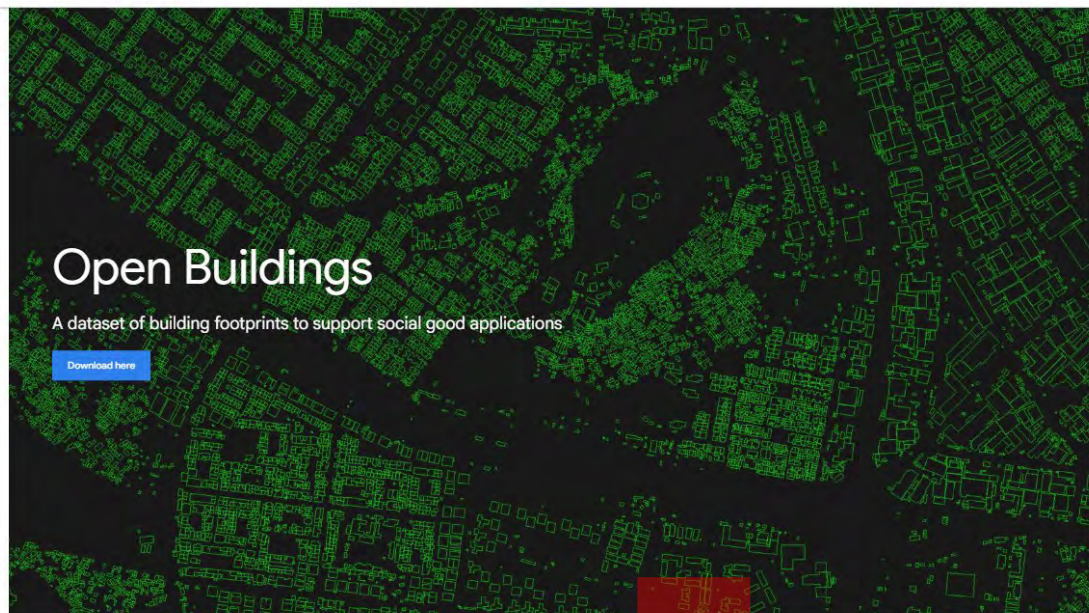 Open Buildings
A dataset of building footprints to support social good applications
Download here